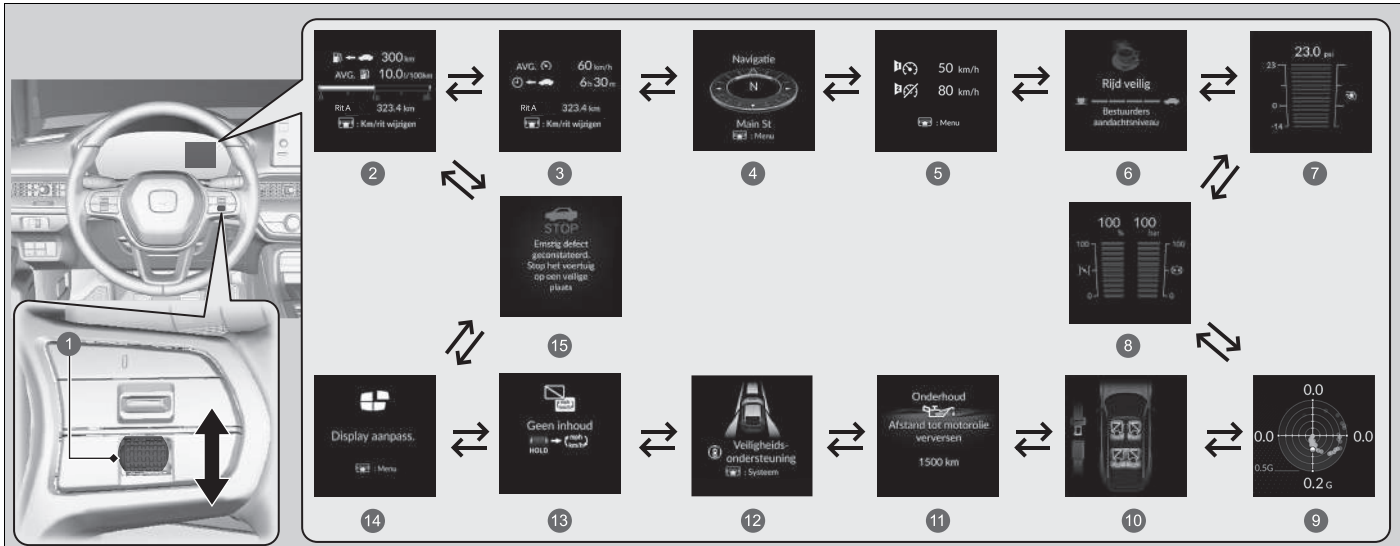 300 km
AVG. 10.0 l/100km
Rit A 323.4 km
: Km/rit wijzigen
2
AVG. 60 km/h
6h 30m
Rit A 323.4 km
: Km/rit wijzigen
3
Navigatie
N
Main St
: Menu
4
50 km/h
80 km/h
: Menu
5
Rijd veilig
Bestuurders
aandachtsniveau
6
23.0 psi
23
0
-14
7
STOP
Ernstig defect
geconstateerd.
Stop het voertuig
op een veilige
plaats
15
100 100
% /bar
100 100
0 0
8
1
Display aanpass.
: Menu
14
Geen inhoud
HOLD
mph
km/h
13
Veiligheids-
ondersteuning
: Systeem
12
Onderhoud
Afstand tot motorolie
verversen
1500 km
11
10
0.0
0.0 0.0
0.5G
0.2 G
9